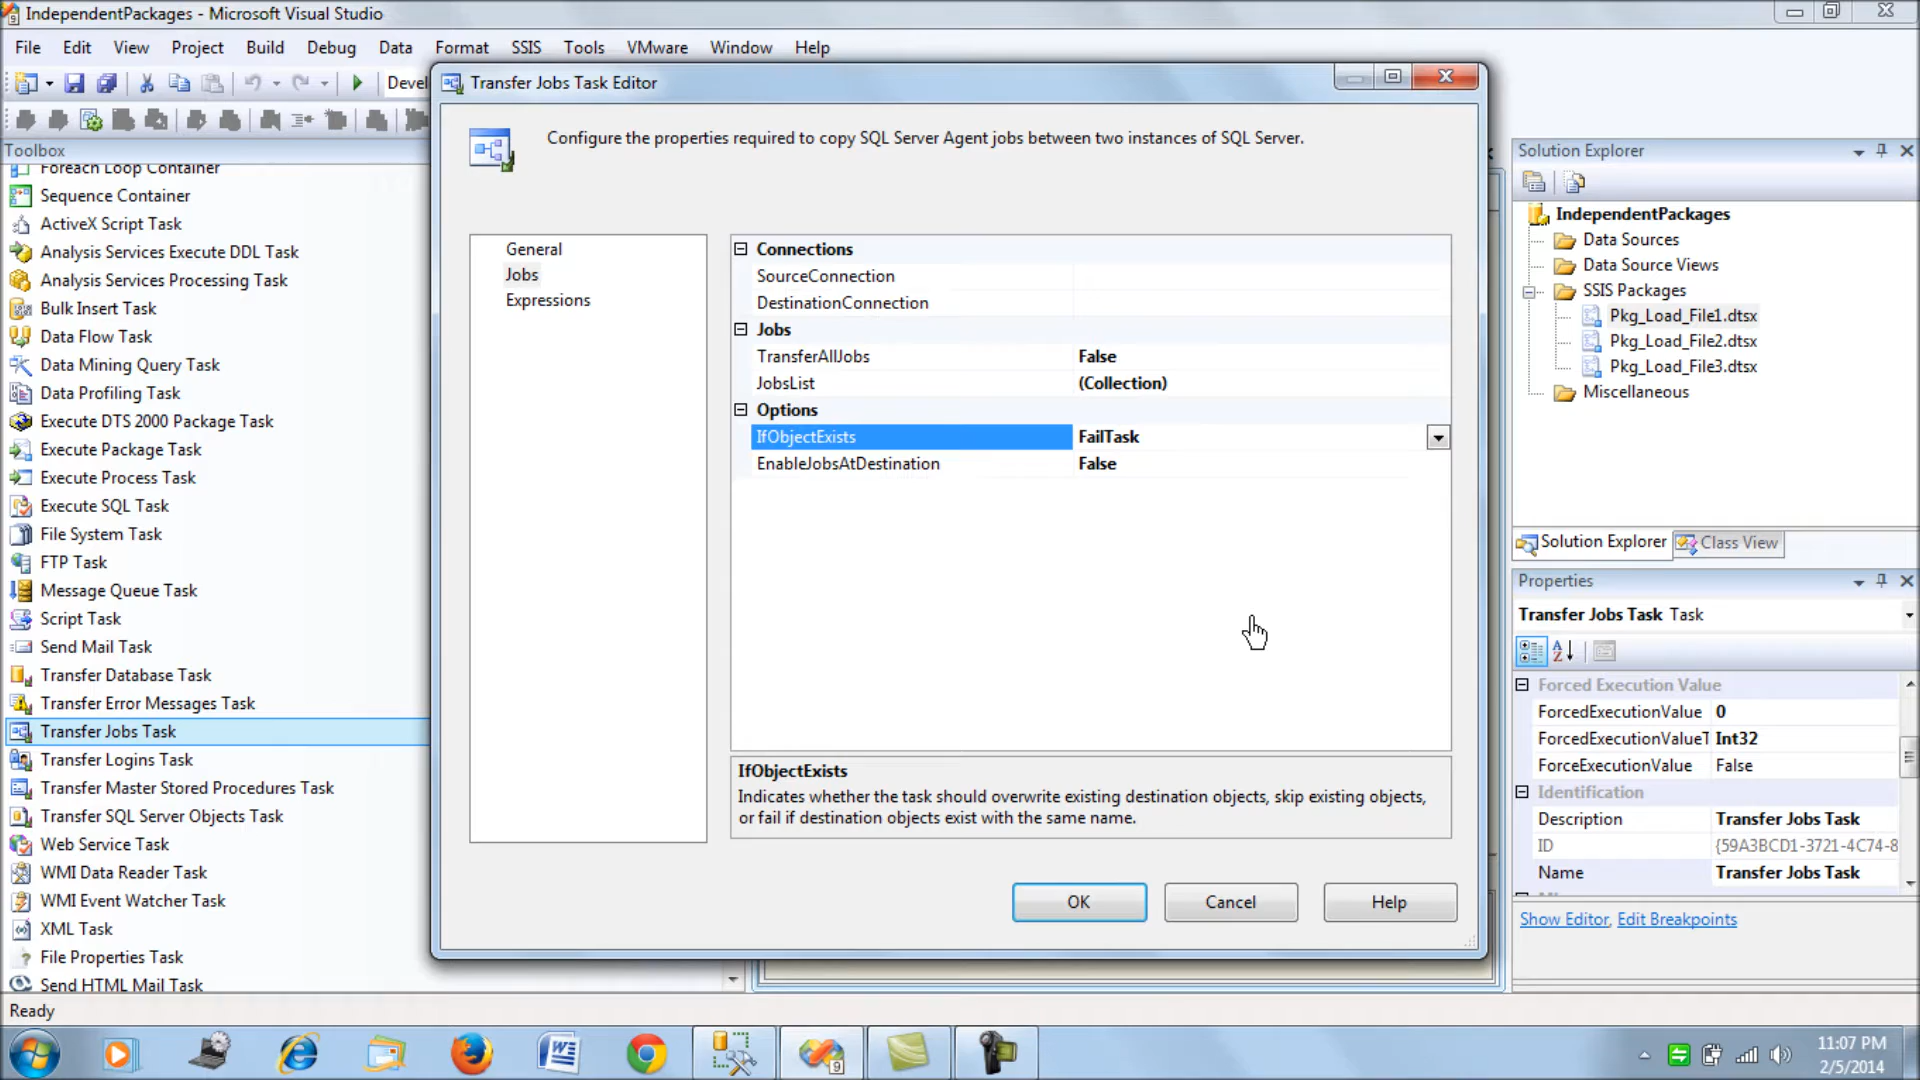 IndependentPackages - Microsoft Visual Studio
File Edit View Project Build Debug Data Format SSIS Tools VMware Window Help
Devel
Toolbox
Foreach Loop Container
Sequence Container
ActiveX Script Task
Analysis Services Execute DDL Task
Analysis Services Processing Task
Bulk Insert Task
Data Flow Task
Data Mining Query Task
Data Profiling Task
Execute DTS 2000 Package Task
Execute Package Task
Execute Process Task
Execute SQL Task
File System Task
FTP Task
Message Queue Task
Script Task
Send Mail Task
Transfer Database Task
Transfer Error Messages Task
Transfer Jobs Task
Transfer Logins Task
Transfer Master Stored Procedures Task
Transfer SQL Server Objects Task
Web Service Task
WMI Data Reader Task
WMI Event Watcher Task
XML Task
File Properties Task
Send HTML Mail Task
Ready
Transfer Jobs Task Editor
Configure the properties required to copy SQL Server Agent jobs between two instances of SQL Server.
General
Jobs
Expressions
Connections
SourceConnection
DestinationConnection
Jobs
TransferAllJobs False
JobsList (Collection)
Options
IfObjectExists FailTask
EnableJobsAtDestination False
IfObjectExists
Indicates whether the task should overwrite existing destination objects, skip existing objects,
or fail if destination objects exist with the same name.
OK Cancel Help
Solution Explorer
IndependentPackages
Data Sources
Data Source Views
SSIS Packages
Pkg_Load_File1.dtsx
Pkg_Load_File2.dtsx
Pkg_Load_File3.dtsx
Miscellaneous
Solution Explorer Class View
Properties
Transfer Jobs Task Task
Forced Execution Value
ForcedExecutionValue 0
ForcedExecutionValueT Int32
ForceExecutionValue False
Identification
Description Transfer Jobs Task
ID {59A3BCD1-3721-4C74-8
Name Transfer Jobs Task
Show Editor, Edit Breakpoints
11:07 PM
2/5/2014